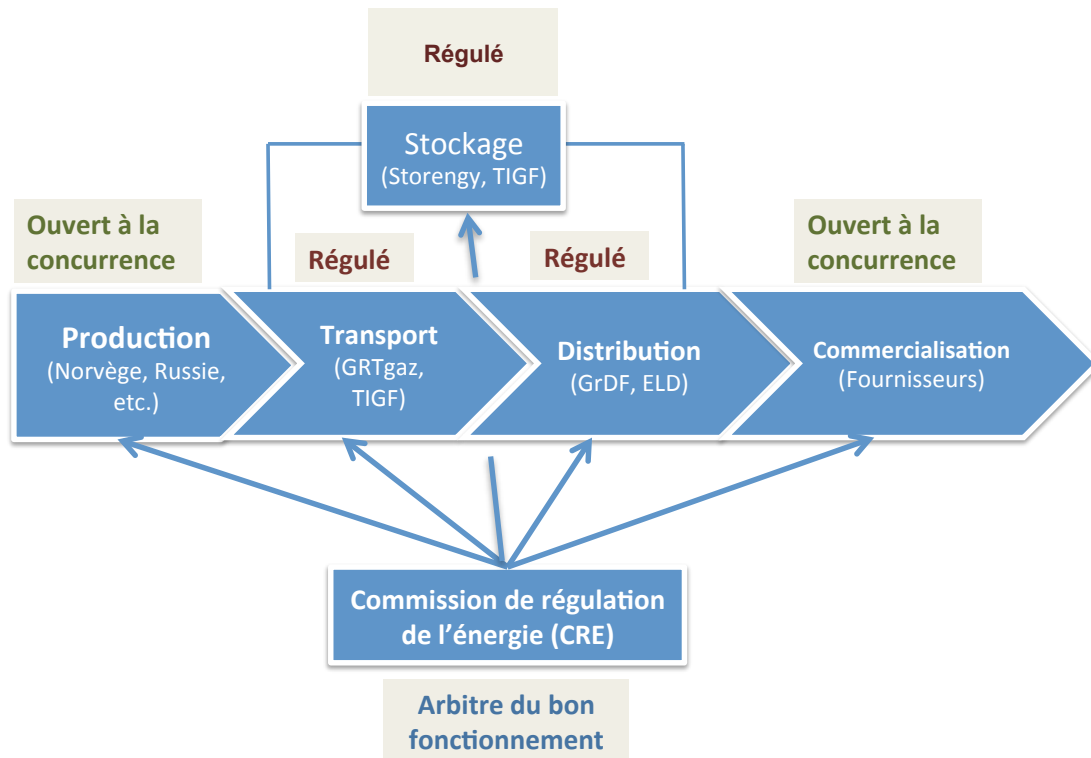 Régulé
Stockage
(Storengy, TIGF)
Ouvert à la
concurrence
Régulé
Régulé
Ouvert à la
concurrence
Production
(Norvège, Russie,
etc.)
Transport
(GRTgaz,
TIGF)
Distribution
(GrDF, ELD)
Commercialisation
(Fournisseurs)
Commission de régulation
de l’énergie (CRE)
Arbitre du bon
fonctionnement